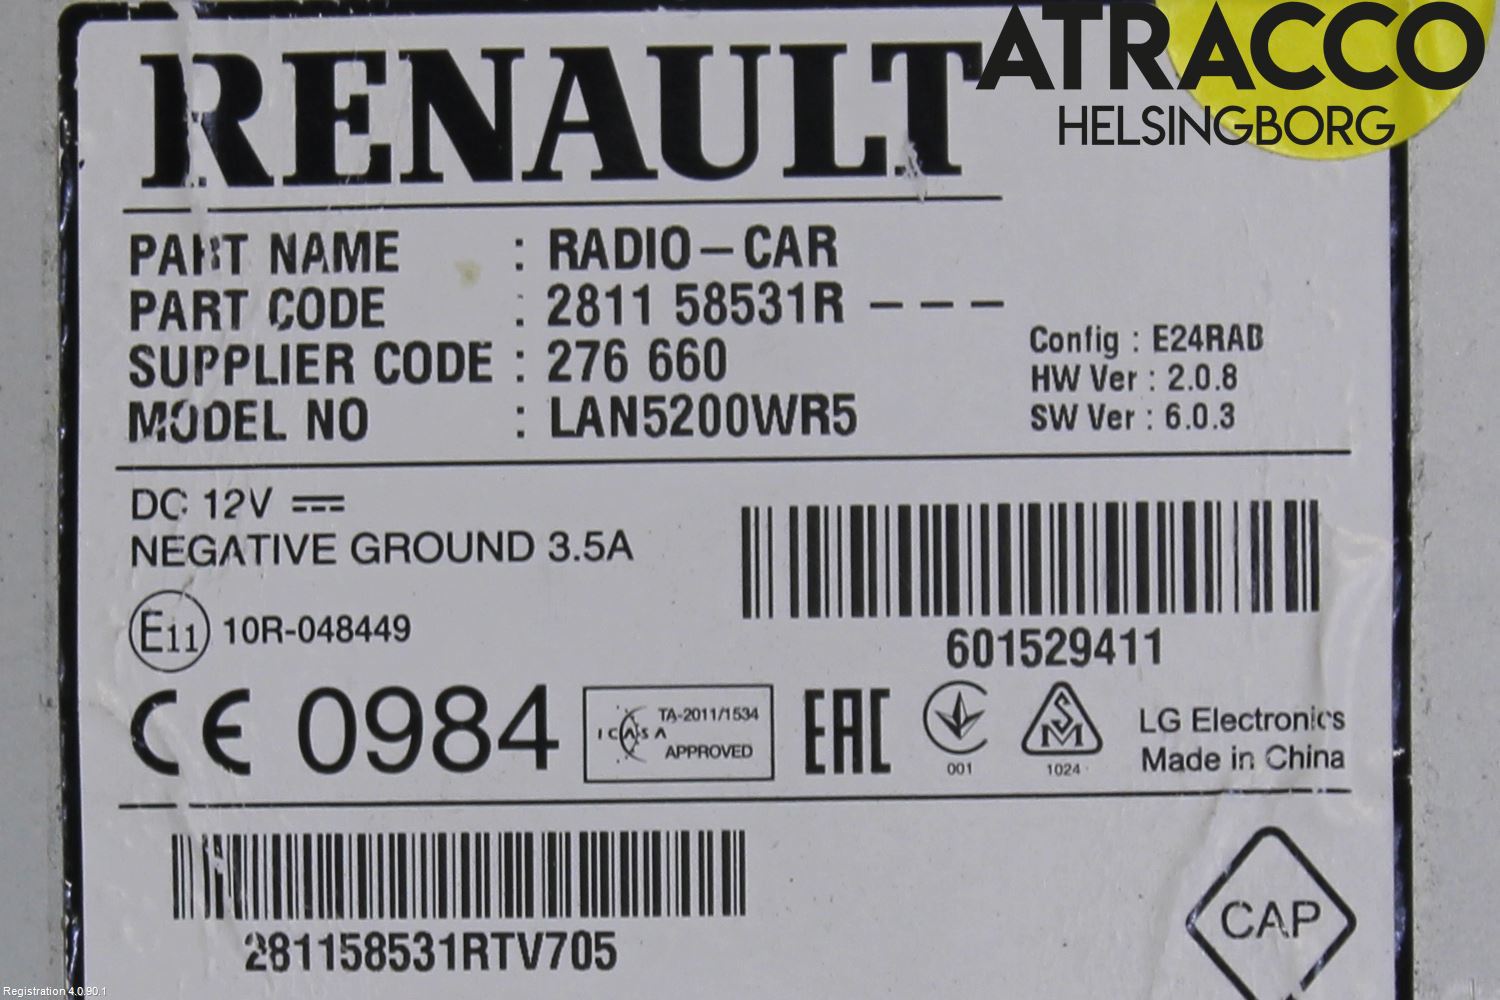 ATRACCO
HELSINGBORG
RENAULT
PART NAME : RADIO-CAR
PART CODE : 2811 58531R ---
SUPPLIER CODE : 276 660
MODEL NO : LAN5200WR5
Config : E24RAB
HW Ver : 2.0.8
SW Ver : 6.0.3
DC 12V
NEGATIVE GROUND 3.5A
E11 10R-048449
601529411
CE 0984
ICASA TA-2011/1534
APPROVED
EAC
001
SM
1024
LG Electronics
Made in China
281158531RTV705
CAP
Registration 4.0.90.1